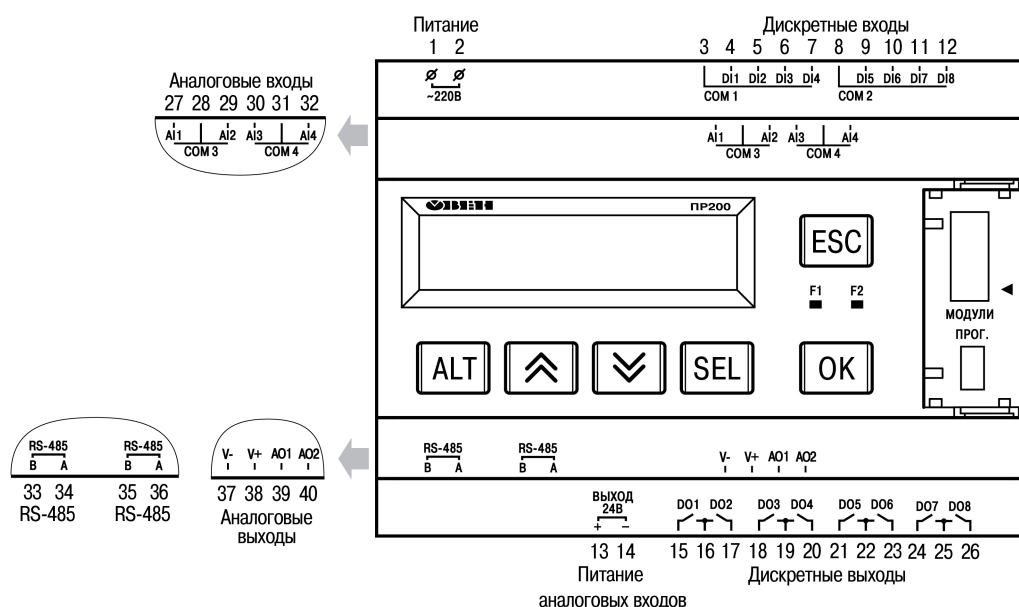 Питание
Дискретные входы
1 2
3 4 5 6 7 8 9 10 11 12
DI1 DI2 DI3 DI4 DI5 DI6 DI7 DI8
~220В
COM 1 COM 2
Аналоговые входы
27 28 29 30 31 32
AI1 AI2 AI3 AI4
COM 3 COM 4
AI1 AI2 AI3 AI4
COM 3 COM 4
ОВЕН
ПР200
ESC
F1 F2
МОДУЛИ
ПРОГ.
ALT SEL OK
RS-485 RS-485
B A B A
33 34 35 36
RS-485 RS-485
V- V+ AO1 AO2
37 38 39 40
Аналоговые
выходы
RS-485 RS-485
B A B A
V- V+ AO1 AO2
ВЫХОД
24В
+ −
DO1 DO2 DO3 DO4 DO5 DO6 DO7 DO8
13 14 15 16 17 18 19 20 21 22 23 24 25 26
Питание
аналоговых входов
Дискретные выходы